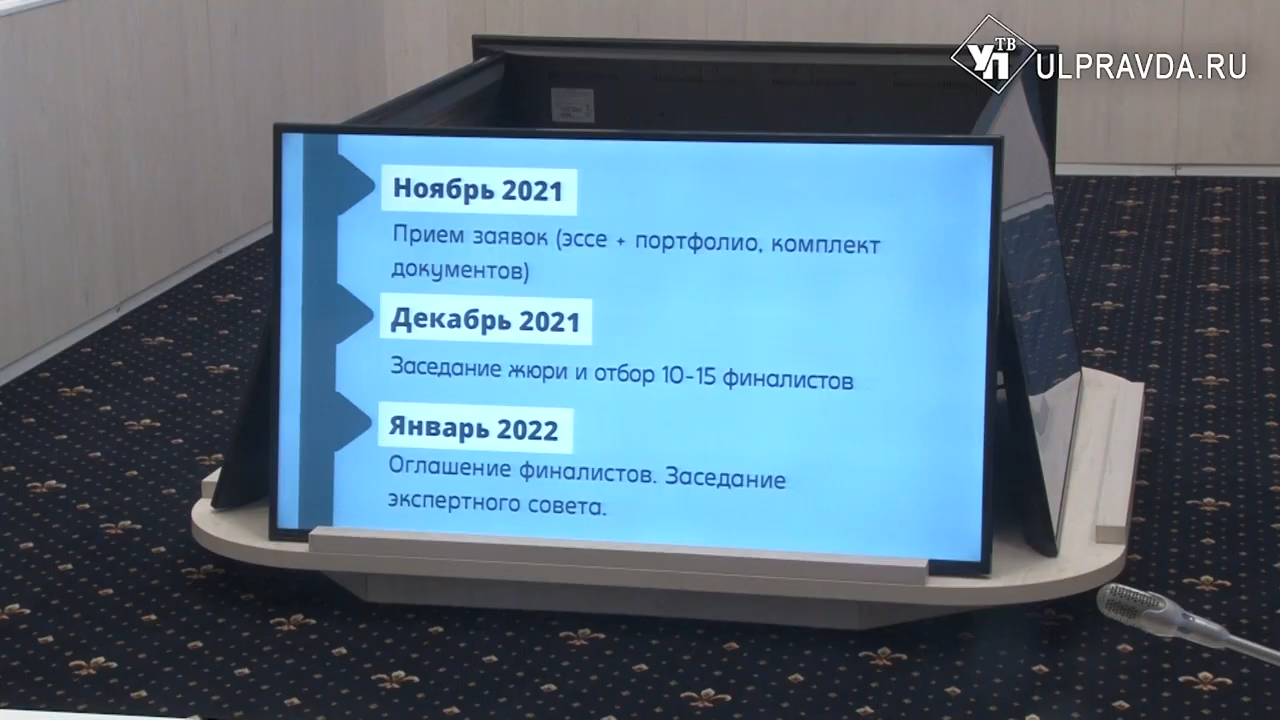 УП ТВ ULPRAVDA.RU
Ноябрь 2021
Прием заявок (эссе + портфолио, комплект
документов)
Декабрь 2021
Заседание жюри и отбор 10-15 финалистов
Январь 2022
Оглашение финалистов. Заседание
экспертного совета.